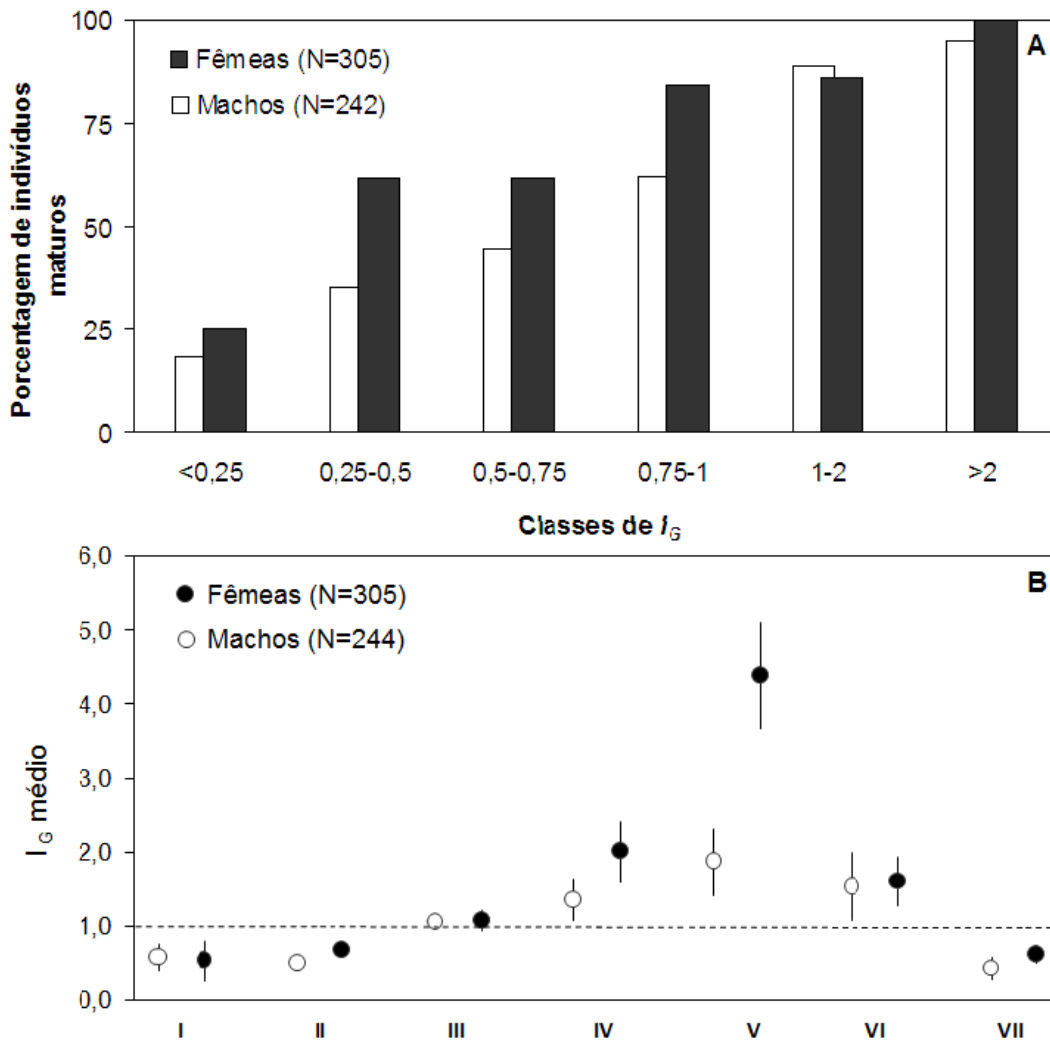 100
A
Fêmeas (N=305)
Machos (N=242)
75
50
25
0
Porcentagem de indivíduos
maturos
<0,25 0,25-0,5 0,5-0,75 0,75-1 1-2 >2
Classes de IG
6,0
B
Fêmeas (N=305)
Machos (N=244)
5,0
4,0
3,0
2,0
1,0
0,0
IG médio
I II III IV V VI VII